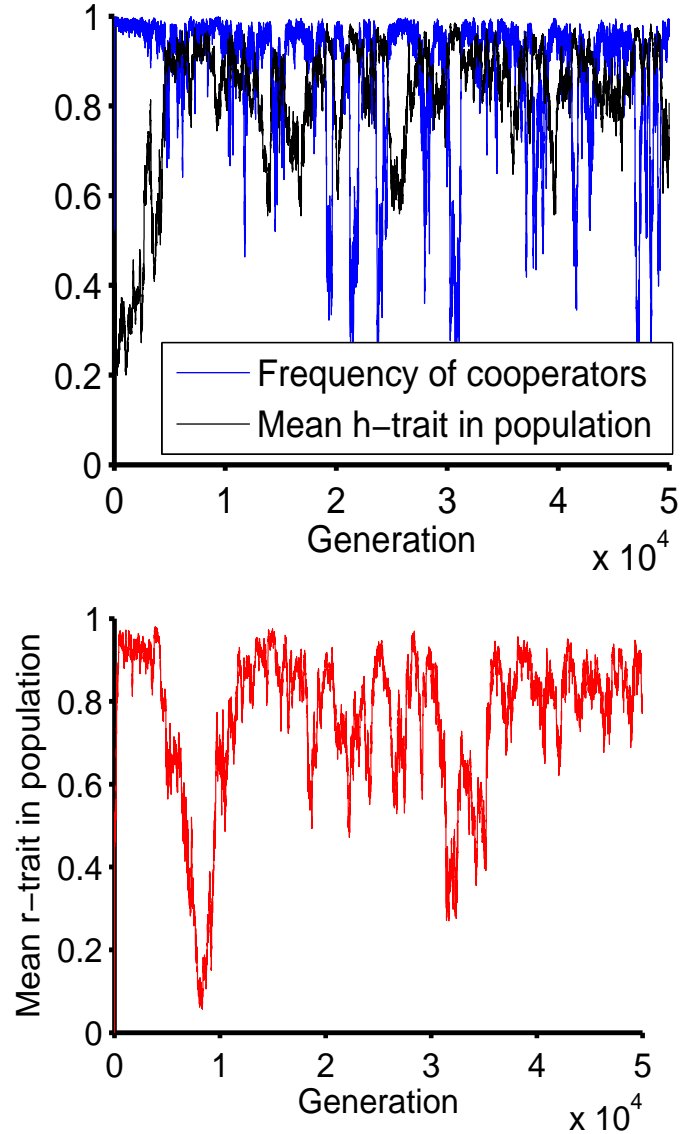 1
0.8
0.6
0.4
0.2
0
Frequency of cooperators
Mean h−trait in population
0 1 2 3 4 5
Generation
x 10^4
Mean r−trait in population
1
0.8
0.6
0.4
0.2
0
0 1 2 3 4 5
Generation
x 10^4